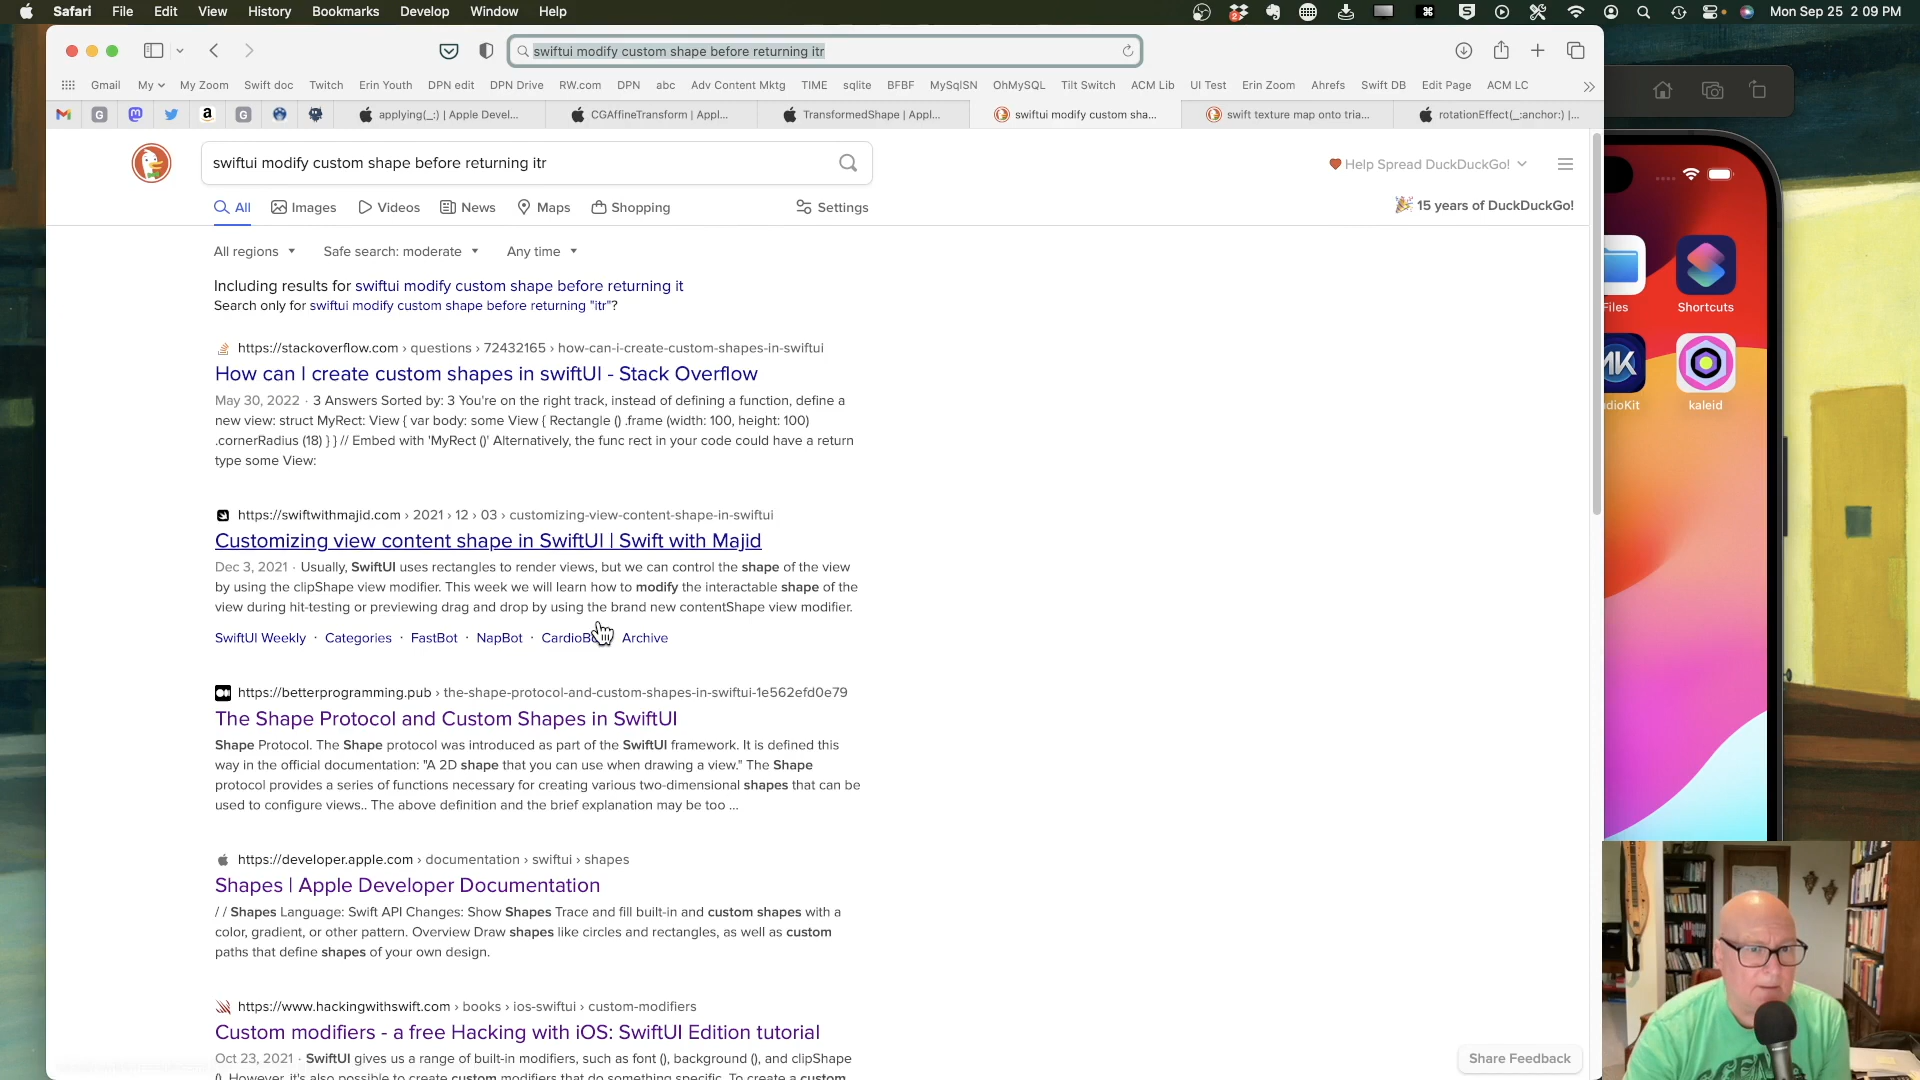 Safari File Edit View History Bookmarks Develop Window Help
Mon Sep 25 2:09 PM
swiftui modify custom shape before returning itr
Gmail My My Zoom Swift doc Twitch Erin Youth DPN edit DPN Drive RW.com DPN abc Adv Content Mktg TIME sqlite BFBF MySqlSN OhMySQL Tilt Switch ACM Lib UI Test Erin Zoom Ahrefs Swift DB Edit Page ACM LC
applying(_:) | Apple Devel... CGAffineTransform | Appl... TransformedShape | Appl... swiftui modify custom sha... swift texture map onto tria... rotationEffect(_:anchor:) |...
swiftui modify custom shape before returning itr
Help Spread DuckDuckGo!
All Images Videos News Maps Shopping Settings
15 years of DuckDuckGo!
All regions Safe search: moderate Any time
Including results for swiftui modify custom shape before returning it
Search only for swiftui modify custom shape before returning "itr"?
https://stackoverflow.com › questions › 72432165 › how-can-i-create-custom-shapes-in-swiftui
How can I create custom shapes in swiftUI - Stack Overflow
May 30, 2022 · 3 Answers Sorted by: 3 You're on the right track, instead of defining a function, define a
new view: struct MyRect: View { var body: some View { Rectangle () .frame (width: 100, height: 100)
.cornerRadius (18) } } // Embed with 'MyRect ()' Alternatively, the func rect in your code could have a return
type some View:
https://swiftwithmajid.com › 2021 › 12 › 03 › customizing-view-content-shape-in-swiftui
Customizing view content shape in SwiftUI | Swift with Majid
Dec 3, 2021 · Usually, SwiftUI uses rectangles to render views, but we can control the shape of the view
by using the clipShape view modifier. This week we will learn how to modify the interactable shape of the
view during hit-testing or previewing drag and drop by using the brand new contentShape view modifier.
SwiftUI Weekly · Categories · FastBot · NapBot · Archive
https://betterprogramming.pub › the-shape-protocol-and-custom-shapes-in-swiftui-1e562efd0e79
The Shape Protocol and Custom Shapes in SwiftUI
Shape Protocol. The Shape protocol was introduced as part of the SwiftUI framework. It is defined this
way in the official documentation: "A 2D shape that you can use when drawing a view." The Shape
protocol provides a series of functions necessary for creating various two-dimensional shapes that can be
used to configure views.. The above definition and the brief explanation may be too ...
https://developer.apple.com › documentation › swiftui › shapes
Shapes | Apple Developer Documentation
/ / Shapes Language: Swift API Changes: Show Shapes Trace and fill built-in and custom shapes with a
color, gradient, or other pattern. Overview Draw shapes like circles and rectangles, as well as custom
paths that define shapes of your own design.
https://www.hackingwithswift.com › books › ios-swiftui › custom-modifiers
Custom modifiers - a free Hacking with iOS: SwiftUI Edition tutorial
Oct 23, 2021 · SwiftUI gives us a range of built-in modifiers, such as font (), background (), and clipShape
(). However, it's also possible to create custom modifiers that do something specific. To create a custom
Share Feedback
Files Shortcuts
kaleid